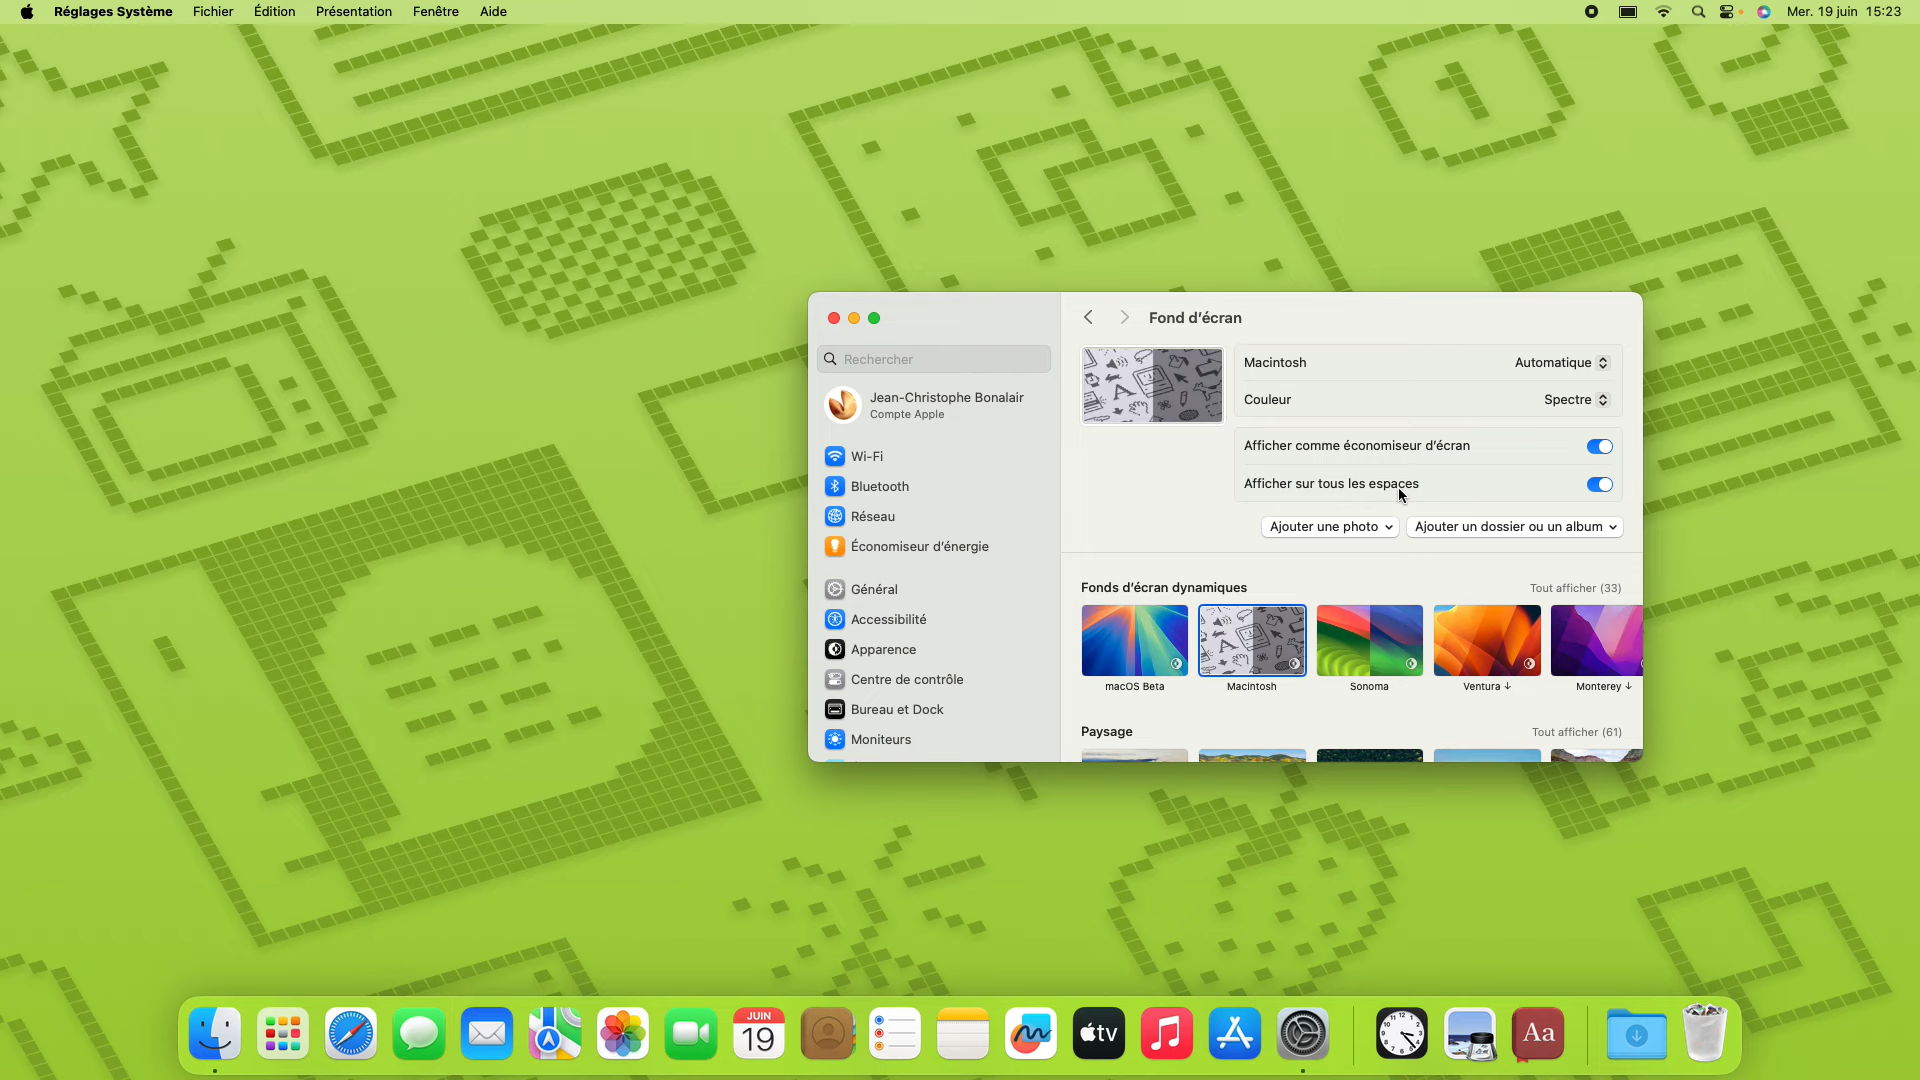 Réglages Système Fichier Édition Présentation Fenêtre Aide Mer. 19 juin 15:23
Fond d’écran
Rechercher
Jean-Christophe Bonalair
Compte Apple
Wi-Fi
Bluetooth
Réseau
Économiseur d’énergie
Général
Accessibilité
Apparence
Centre de contrôle
Bureau et Dock
Moniteurs
Macintosh Automatique
Couleur Spectre
Afficher comme économiseur d’écran
Afficher sur tous les espaces
Ajouter une photo Ajouter un dossier ou un album
Fonds d’écran dynamiques Tout afficher (33)
macOS Beta Macintosh Sonoma Ventura ↓ Monterey ↓
Paysage Tout afficher (61)
JUIN
19
tv
Aa